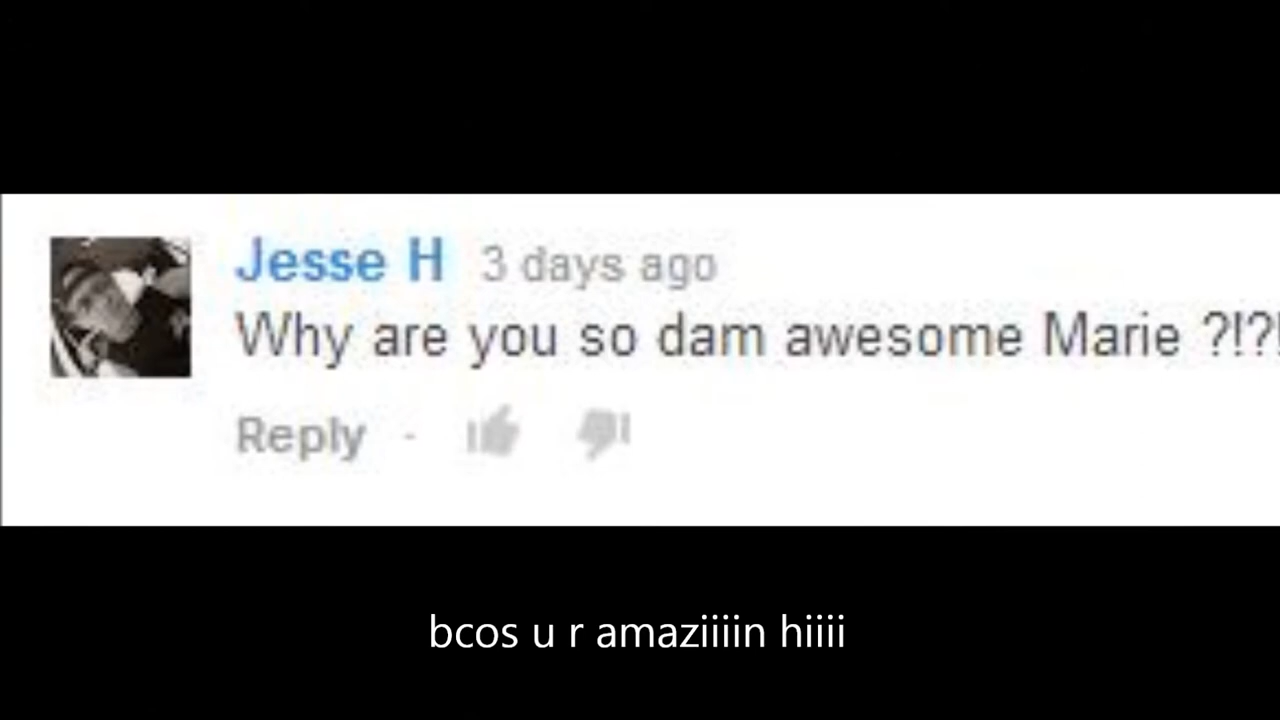 Jesse H 3 days ago
Why are you so dam awesome Marie ?!?!
Reply -
bcos u r amaziiiin hiiii